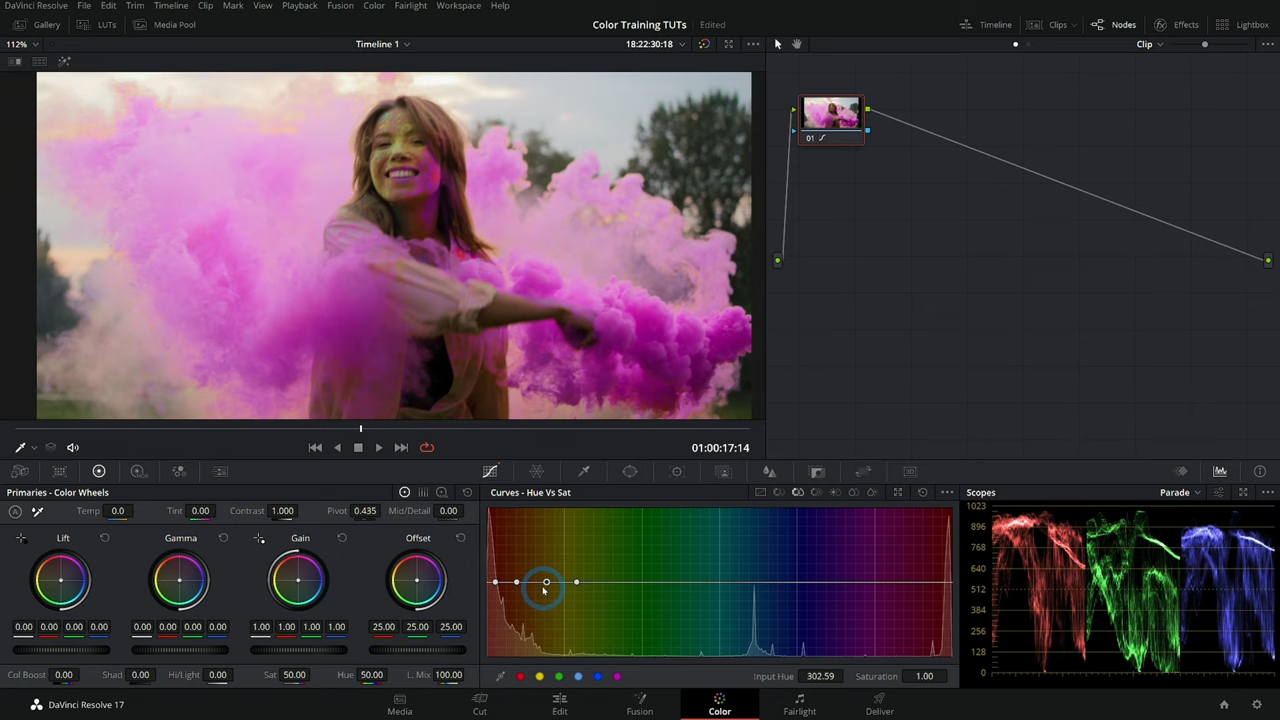 DaVinci Resolve File Edit Trim Timeline Clip Mark View Playback Fusion Color Fairlight Workspace Help
Gallery LUTs Media Pool Color Training TUTs Edited Timeline Clips Nodes Effects Lightbox
112% Timeline 1 18:22:30:18 Clip
01
01:00:17:14
Primaries - Color Wheels Curves - Hue Vs Sat Scopes Parade
A Temp 0.0 Tint 0.00 Contrast 1.000 Pivot 0.435 Mid/Detail 0.00
Lift Gamma Gain Offset
0.00 0.00 0.00 0.00 0.00 0.00 0.00 0.00 1.00 1.00 1.00 1.00 25.00 25.00 25.00
Col Boost 0.00 Shad 0.00 Hi/Light 0.00 Sat 50.00 Hue 50.00 L. Mix 100.00
Input Hue 302.59 Saturation 1.00
1023
896
768
640
512
384
256
128
0
DaVinci Resolve 17 Media Cut Edit Fusion Color Fairlight Deliver